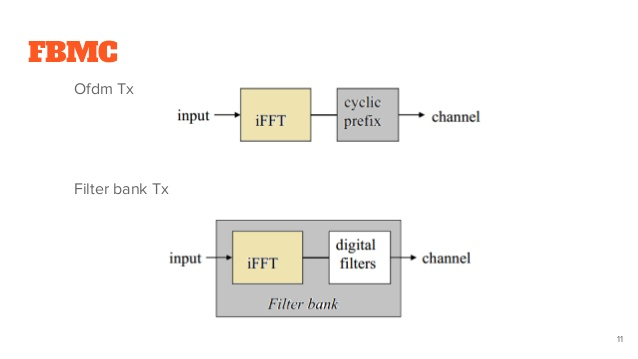 FBMC
Ofdm Tx
input
iFFT
cyclic
prefix
channel
Filter bank Tx
input
iFFT
digital
filters
channel
Filter bank
11